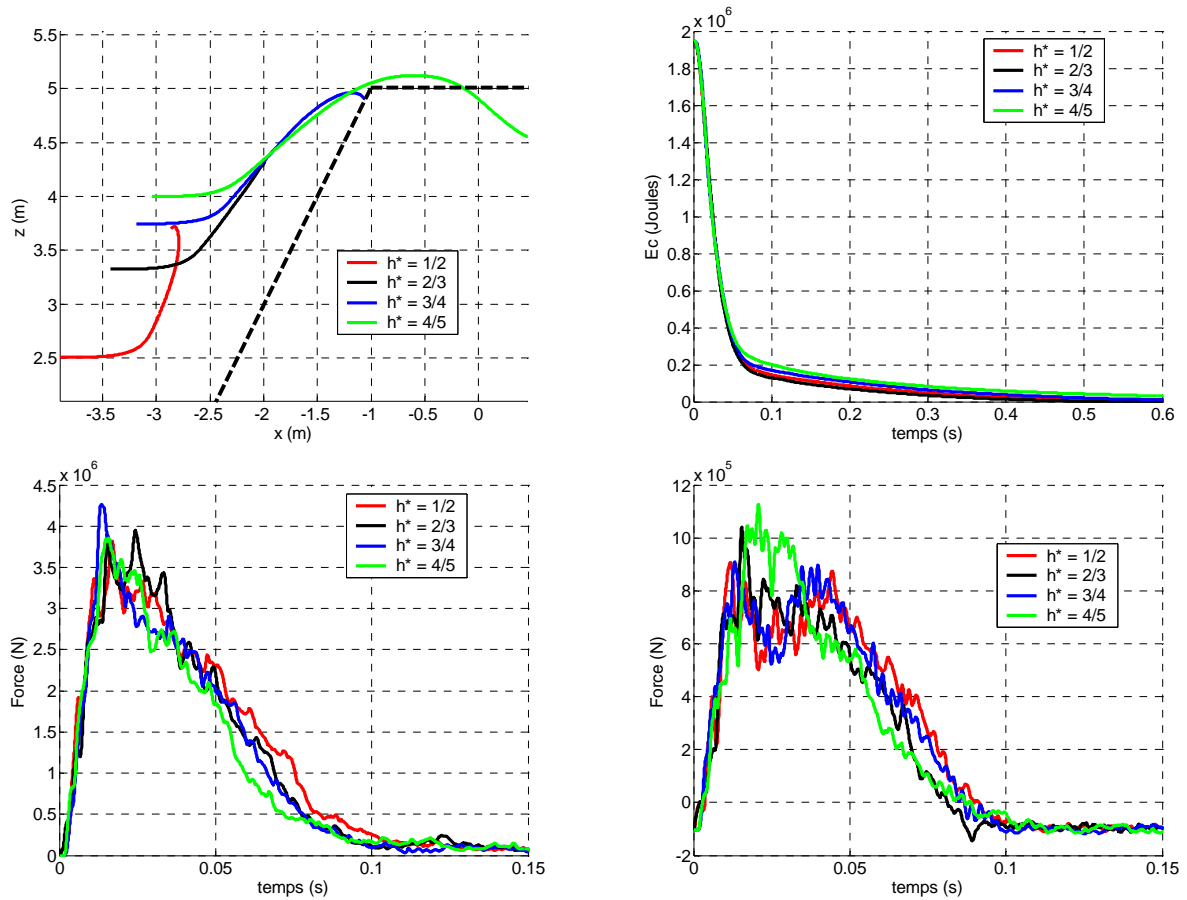 5.5
5
4.5
4
3.5
3
2.5
z (m)
-3.5 -3 -2.5 -2 -1.5 -1 -0.5 0
x (m)
h* = 1/2
h* = 2/3
h* = 3/4
h* = 4/5
x 10^6
2
1.8
1.6
1.4
1.2
1
0.8
0.6
0.4
0.2
0
Ec (Joules)
0 0.1 0.2 0.3 0.4 0.5 0.6
temps (s)
h* = 1/2
h* = 2/3
h* = 3/4
h* = 4/5
x 10^6
4.5
4
3.5
3
2.5
2
1.5
1
0.5
0
Force (N)
0 0.05 0.1 0.15
temps (s)
h* = 1/2
h* = 2/3
h* = 3/4
h* = 4/5
x 10^5
12
10
8
6
4
2
0
-2
Force (N)
0 0.05 0.1 0.15
temps (s)
h* = 1/2
h* = 2/3
h* = 3/4
h* = 4/5